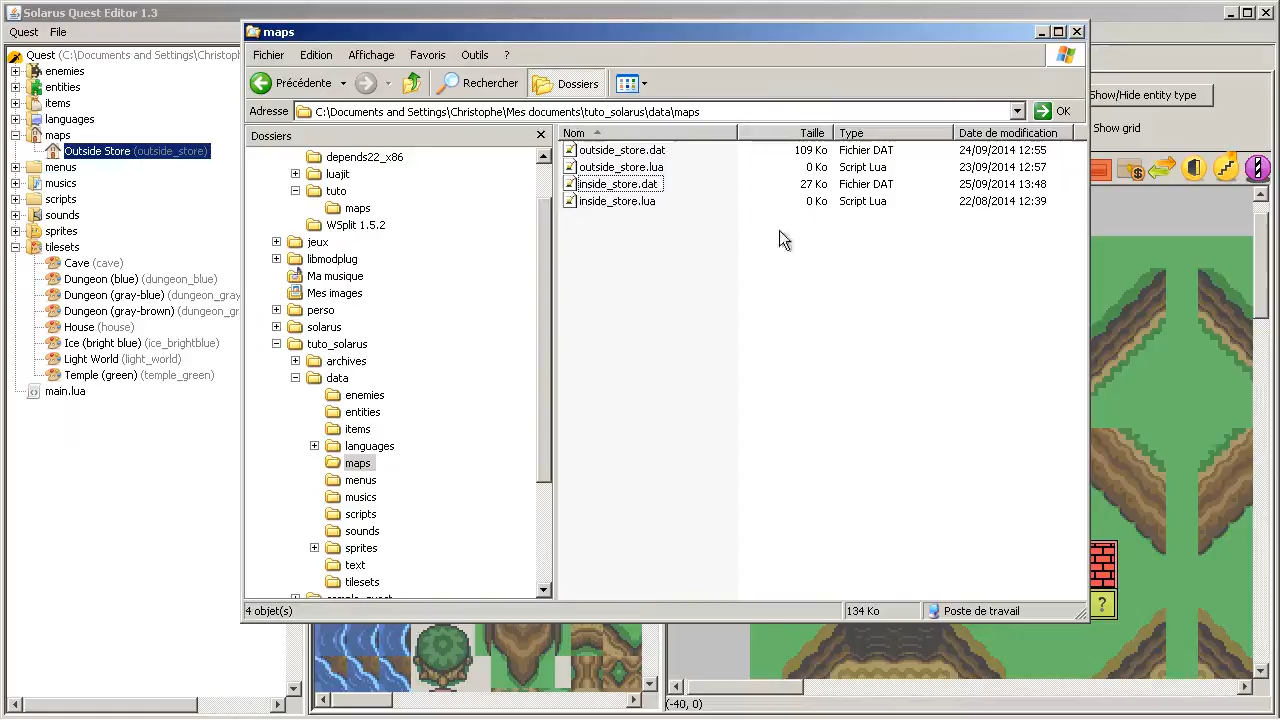 Solarus Quest Editor 1.3
Quest File
Quest (C:\Documents and Settings\Christoph
enemies
entities
items
languages
maps
Outside Store (outside_store)
menus
musics
scripts
sounds
sprites
tilesets
Cave (cave)
Dungeon (blue) (dungeon_blue)
Dungeon (gray-blue) (dungeon_gray
Dungeon (gray-brown) (dungeon_gr
House (house)
Ice (bright blue) (ice_brightblue)
Light World (light_world)
Temple (green) (temple_green)
main.lua
maps
Fichier Edition Affichage Favoris Outils ?
Précédente Rechercher Dossiers
Adresse C:\Documents and Settings\Christophe\Mes documents\tuto_solarus\data\maps OK
Dossiers
depends22_x86
luajit
tuto
maps
WSplit 1.5.2
jeux
libmodplug
Ma musique
Mes images
perso
solarus
tuto_solarus
archives
data
enemies
entities
items
languages
maps
menus
musics
scripts
sounds
sprites
text
tilesets
Nom Taille Type Date de modification
outside_store.dat 109 Ko Fichier DAT 24/09/2014 12:55
outside_store.lua 0 Ko Script Lua 23/09/2014 12:57
inside_store.dat 27 Ko Fichier DAT 25/09/2014 13:48
inside_store.lua 0 Ko Script Lua 22/08/2014 12:39
4 objet(s) 134 Ko Poste de travail
Show/Hide entity type
Show grid
?
(-40, 0)